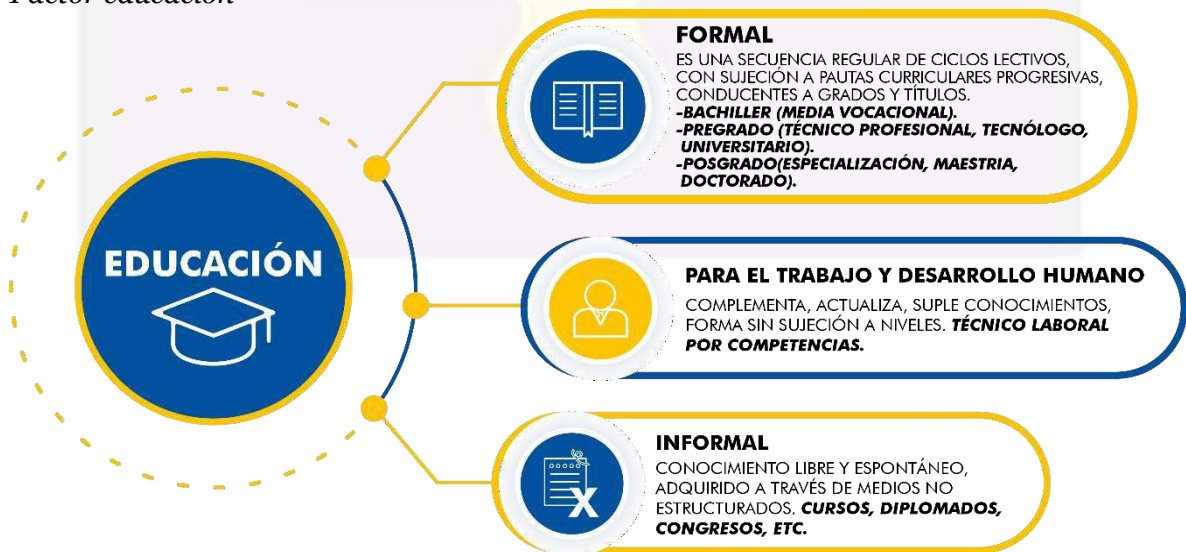 Factor educación
FORMAL
ES UNA SECUENCIA REGULAR DE CICLOS LECTIVOS,
CON SUJECIÓN A PAUTAS CURRICULARES PROGRESIVAS,
CONDUCENTES A GRADOS Y TÍTULOS.
-BACHILLER (MEDIA VOCACIONAL).
-PREGRADO (TÉCNICO PROFESIONAL, TECNÓLOGO,
UNIVERSITARIO).
-POSGRADO(ESPECIALIZACIÓN, MAESTRIA,
DOCTORADO).
EDUCACIÓN
PARA EL TRABAJO Y DESARROLLO HUMANO
COMPLEMENTA, ACTUALIZA, SUPLE CONOCIMIENTOS,
FORMA SIN SUJECIÓN A NIVELES. TÉCNICO LABORAL
POR COMPETENCIAS.
INFORMAL
CONOCIMIENTO LIBRE Y ESPONTÁNEO,
ADQUIRIDO A TRAVÉS DE MEDIOS NO
ESTRUCTURADOS. CURSOS, DIPLOMADOS,
CONGRESOS, ETC.